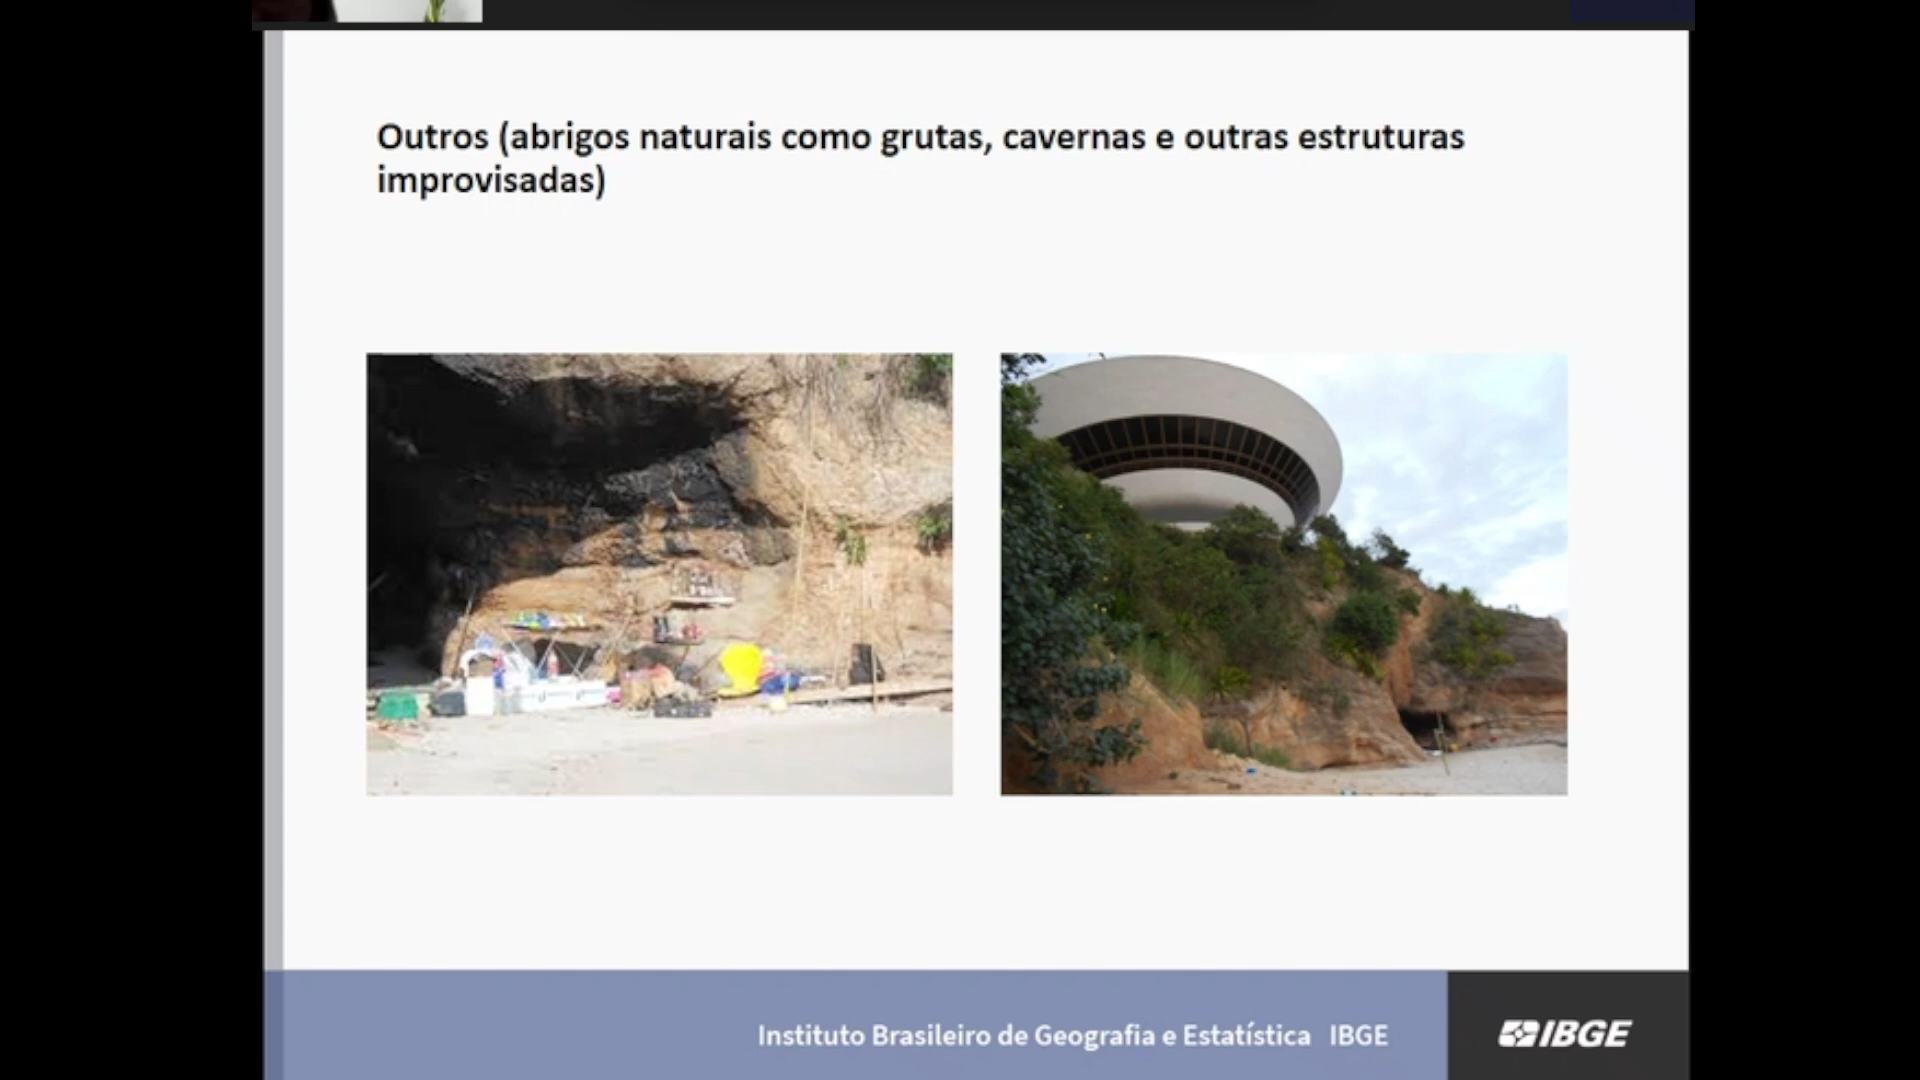 Outros (abrigos naturais como grutas, cavernas e outras estruturas
improvisadas)
Instituto Brasileiro de Geografia e Estatística IBGE
IBGE